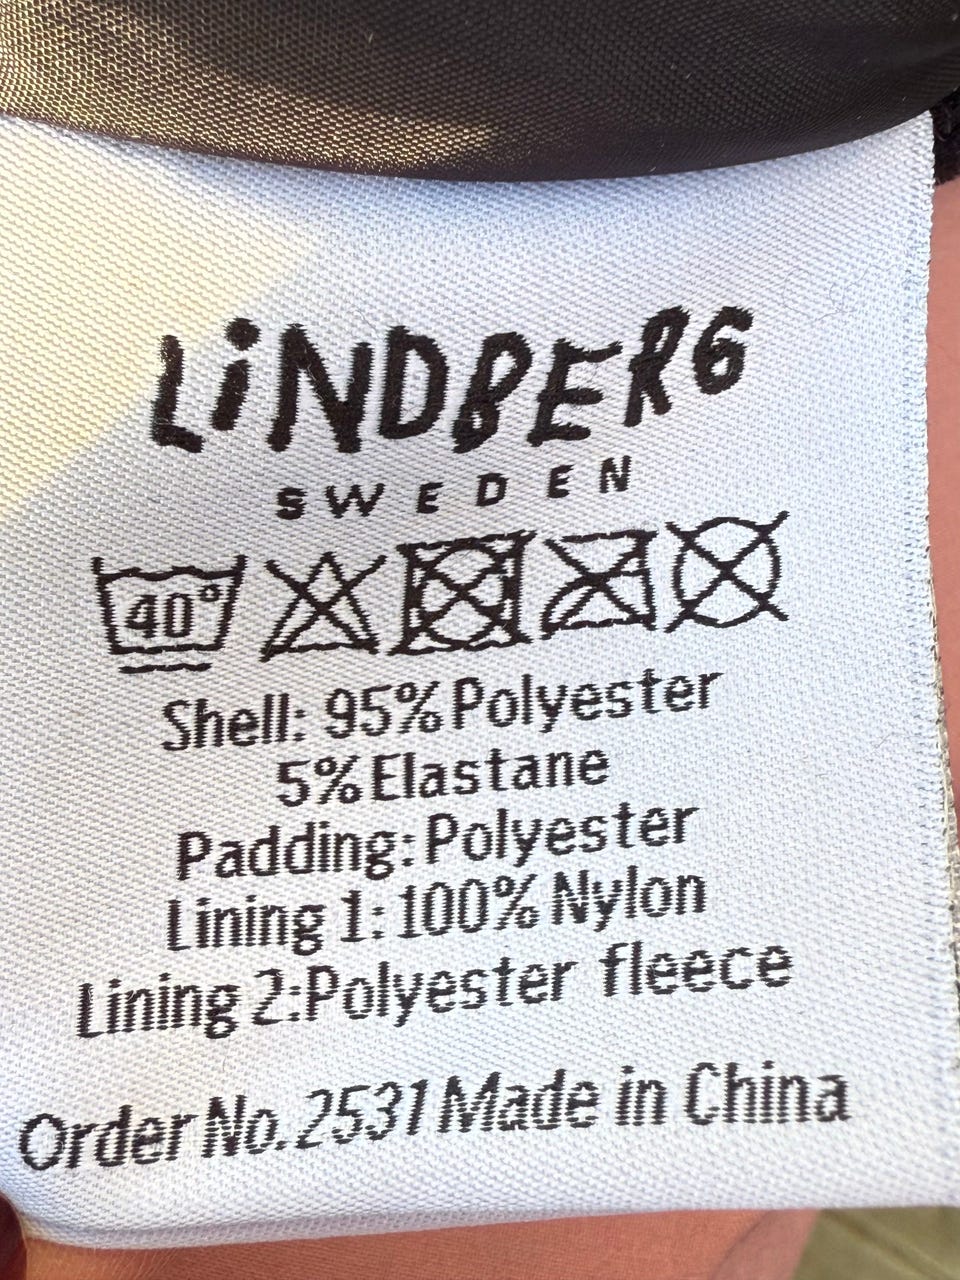 LiNDBERG
SWEDEN
40°
Shell: 95% Polyester
5% Elastane
Padding: Polyester
Lining 1: 100% Nylon
Lining 2:Polyester fleece
Order No. 2531 Made in China